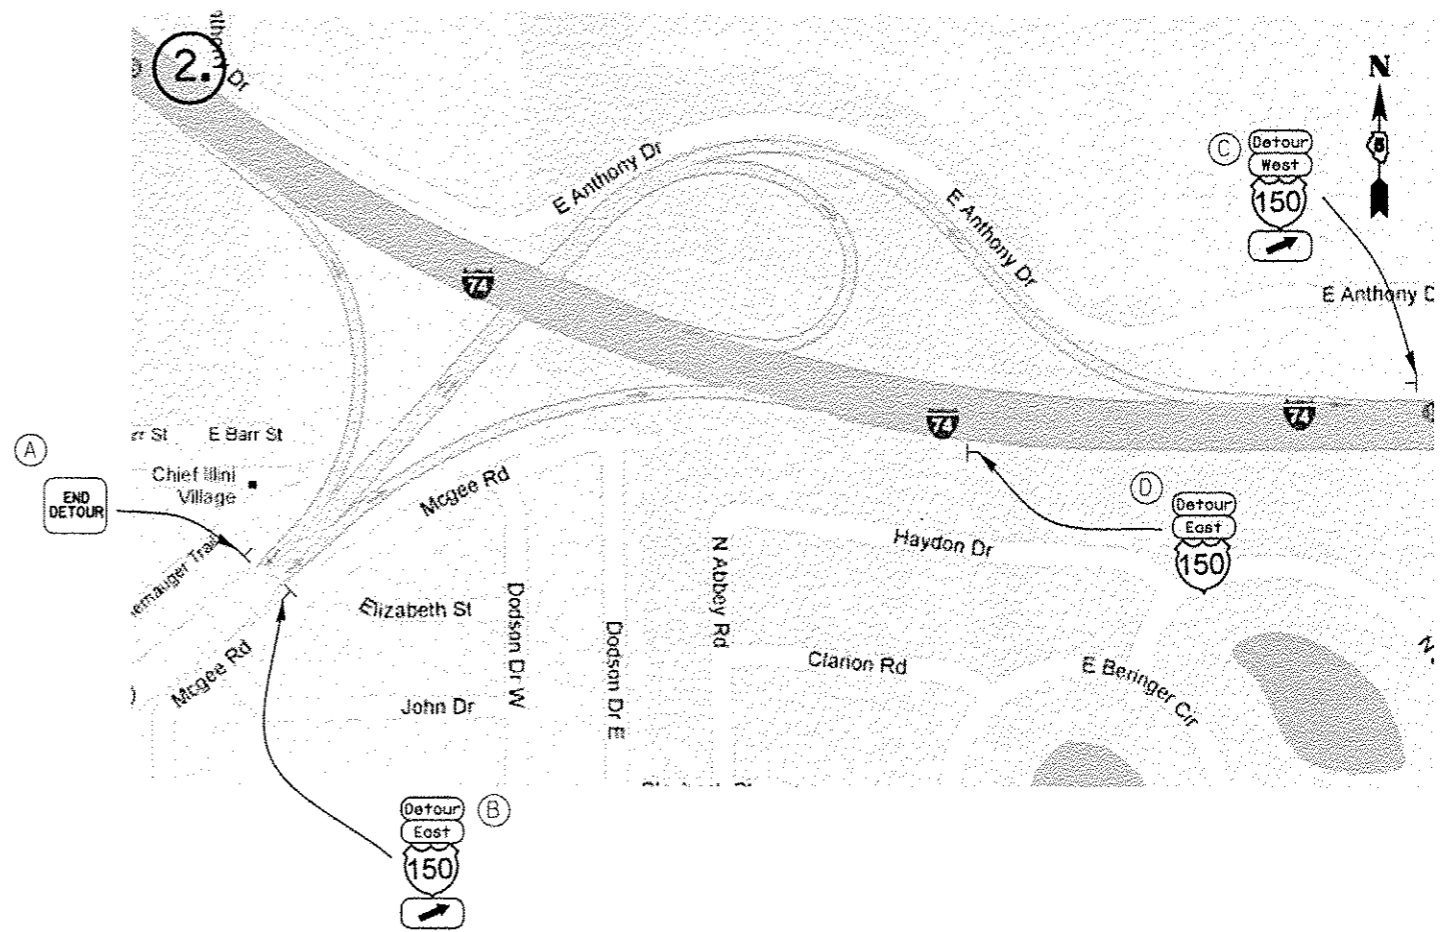 2.
Dr
N
5
E Anthony Dr
E Anthony Dr
C
Detour
West
150
E Anthony
74
74
74
A
END
DETOUR
St
E Barr St
Chief Illini
Village
Mcgee Rd
D
Detour
East
150
Haydon Dr
N Abbey Rd
Elizabeth St
Dodson Dr W
Dodson Dr E
Clarion Rd
E Beringer Cir
Mcgee Rd
John Dr
B
Detour
East
150